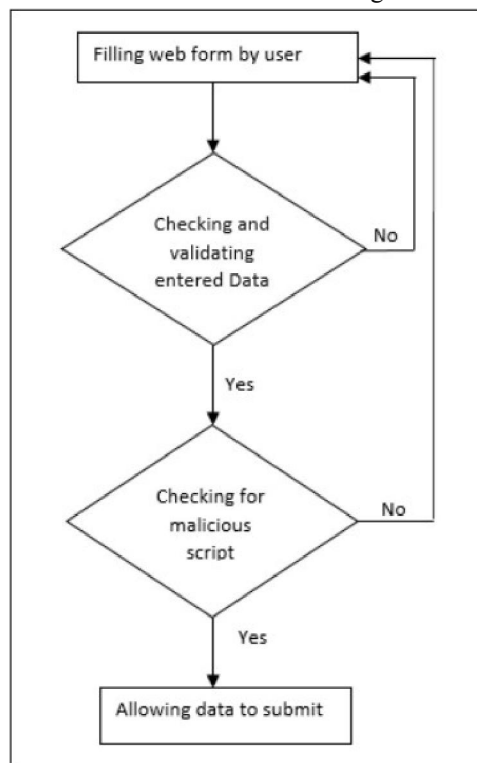 Filling web form by user
Checking and
validating
entered Data
No
Yes
Checking for
malicious
script
No
Yes
Allowing data to submit